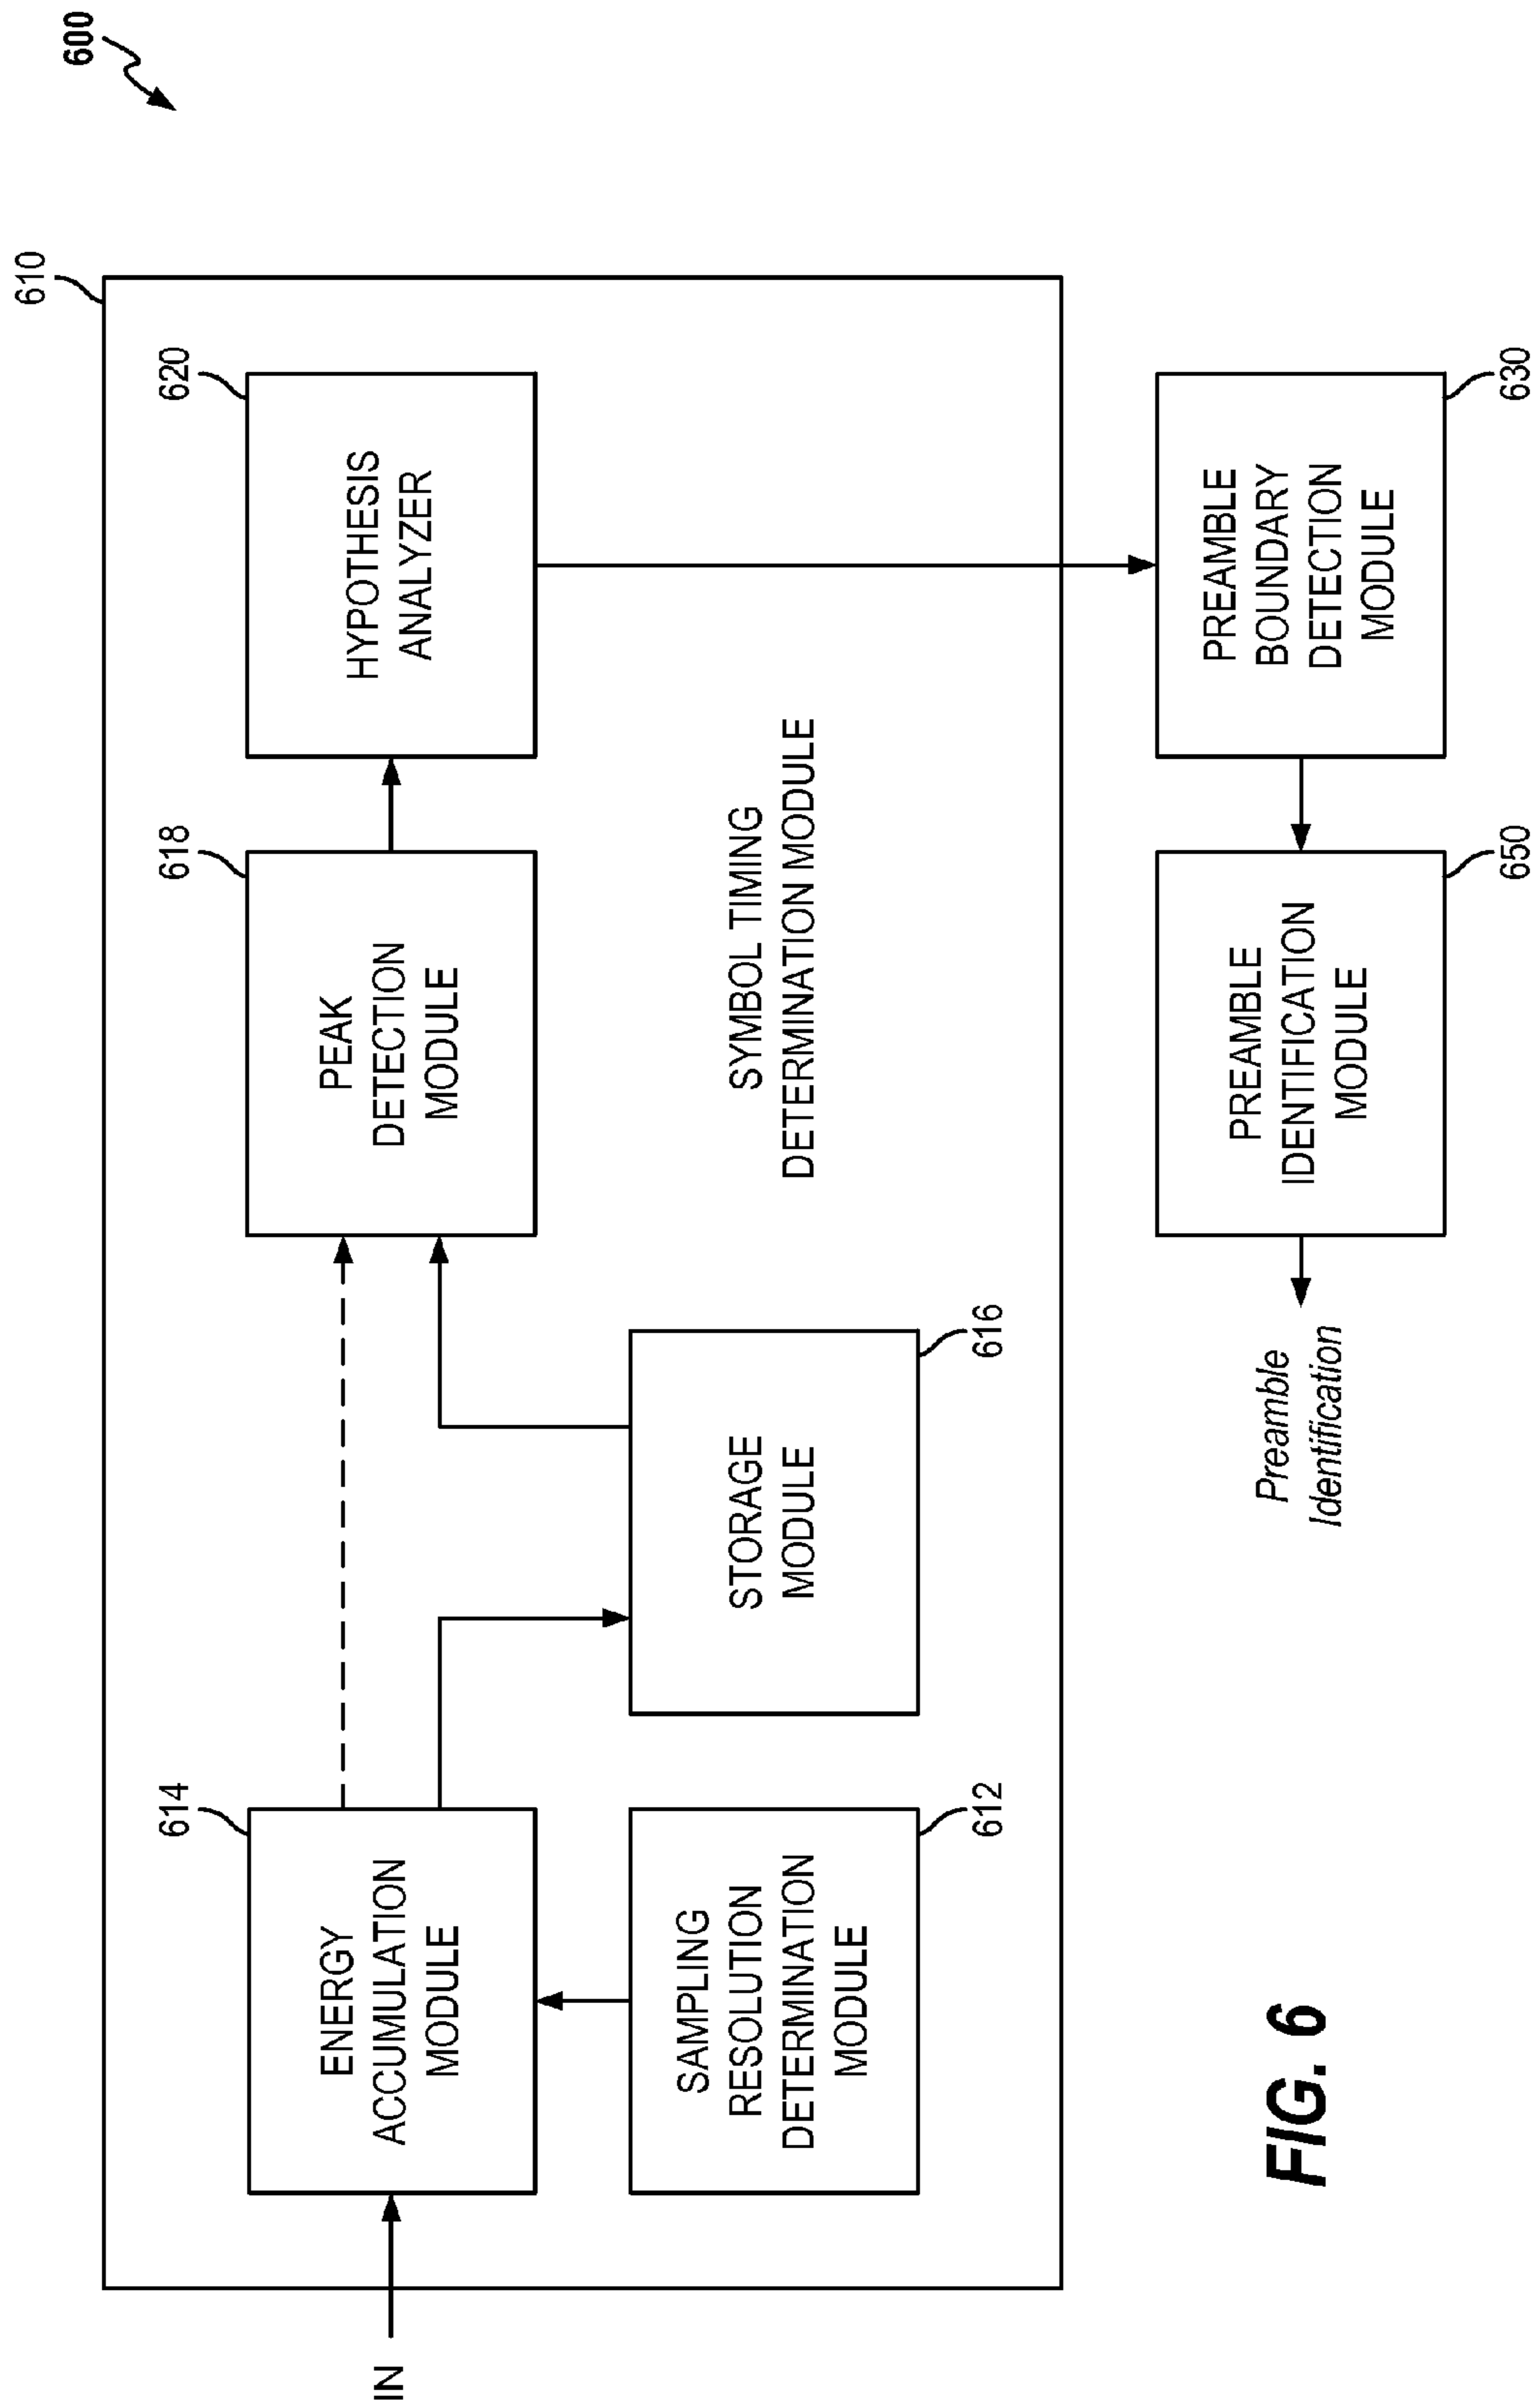 600
610
614
ENERGY
ACCUMULATION
MODULE
618
PEAK
DETECTION
MODULE
620
HYPOTHESIS
ANALYZER
IN
SAMPLING
RESOLUTION
DETERMINATION
MODULE
612
STORAGE
MODULE
616
SYMBOL TIMING
DETERMINATION MODULE
Preamble
Identification
PREAMBLE
IDENTIFICATION
MODULE
650
PREAMBLE
BOUNDARY
DETECTION
MODULE
630
FIG. 6